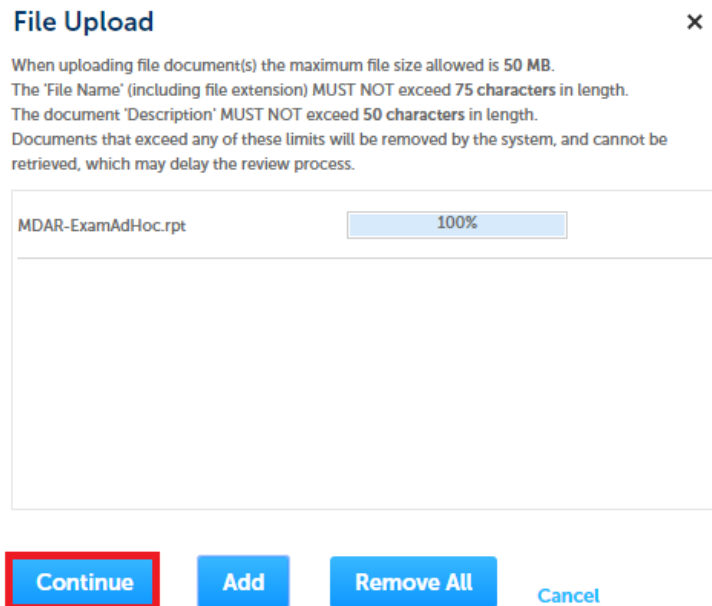 File Upload
×
When uploading file document(s) the maximum file size allowed is 50 MB.
The 'File Name' (including file extension) MUST NOT exceed 75 characters in length.
The document 'Description' MUST NOT exceed 50 characters in length.
Documents that exceed any of these limits will be removed by the system, and cannot be
retrieved, which may delay the review process.
MDAR-ExamAdHoc.rpt 100%
Continue Add Remove All Cancel